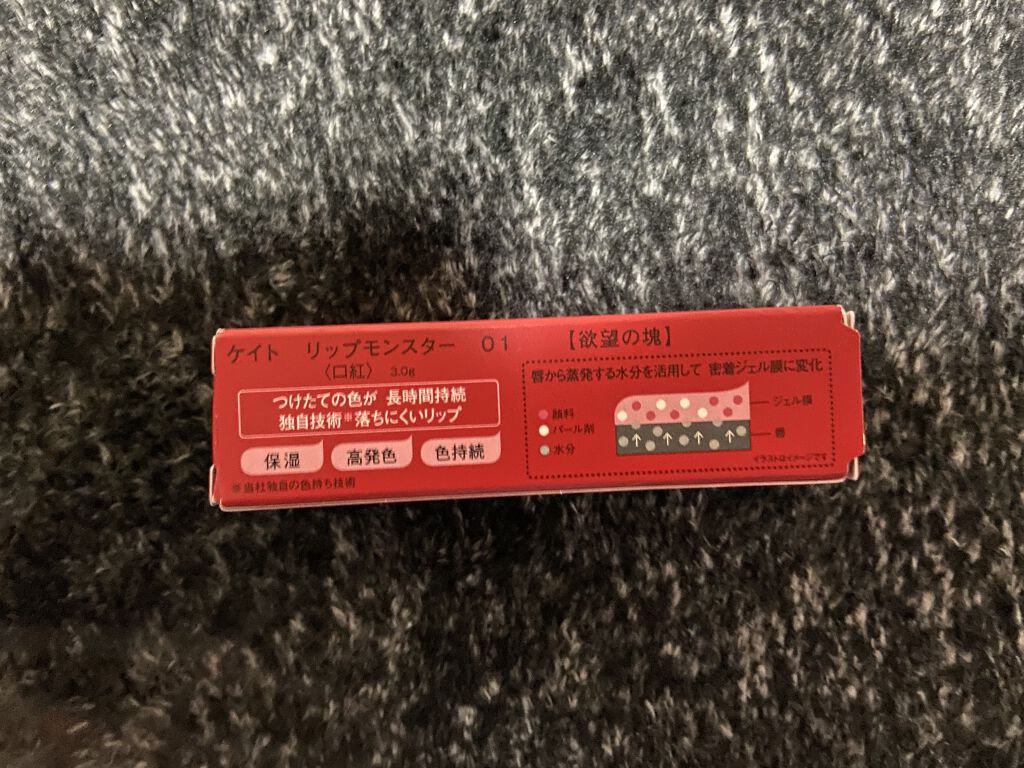 ケイト リップモンスター 01 【欲望の塊】
〈口紅〉 3.0g
つけたての色が 長時間持続
独自技術※落ちにくいリップ
保湿 高発色 色持続
※当社独自の色持ち技術
唇から蒸発する水分を活用して 密着ジェル膜に変化
顔料
パール剤
水分
ジェル膜
唇
イラストはイメージです